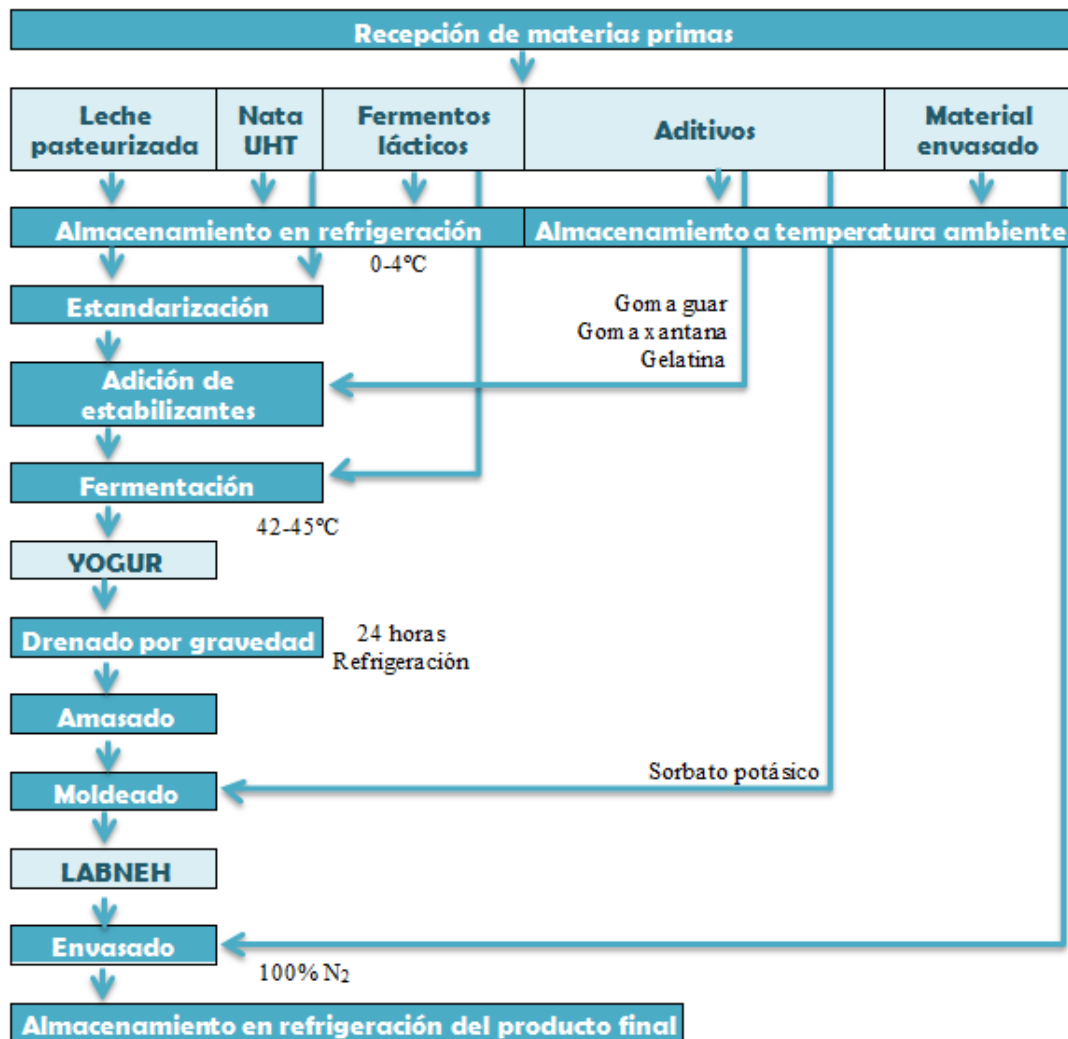 Recepción de materias primas
Leche
pasteurizada
Nata
UHT
Fermentos
lácticos
Aditivos
Material
envasado
Almacenamiento en refrigeración
Almacenamiento a temperatura ambiente
0-4ºC
Estandarización
Goma guar
Goma xantana
Gelatina
Adición de
estabilizantes
Fermentación
42-45ºC
YOGUR
Drenado por gravedad
24 horas
Refrigeración
Amasado
Sorbato potásico
Moldeado
LABNEH
Envasado
100% N₂
Almacenamiento en refrigeración del producto final